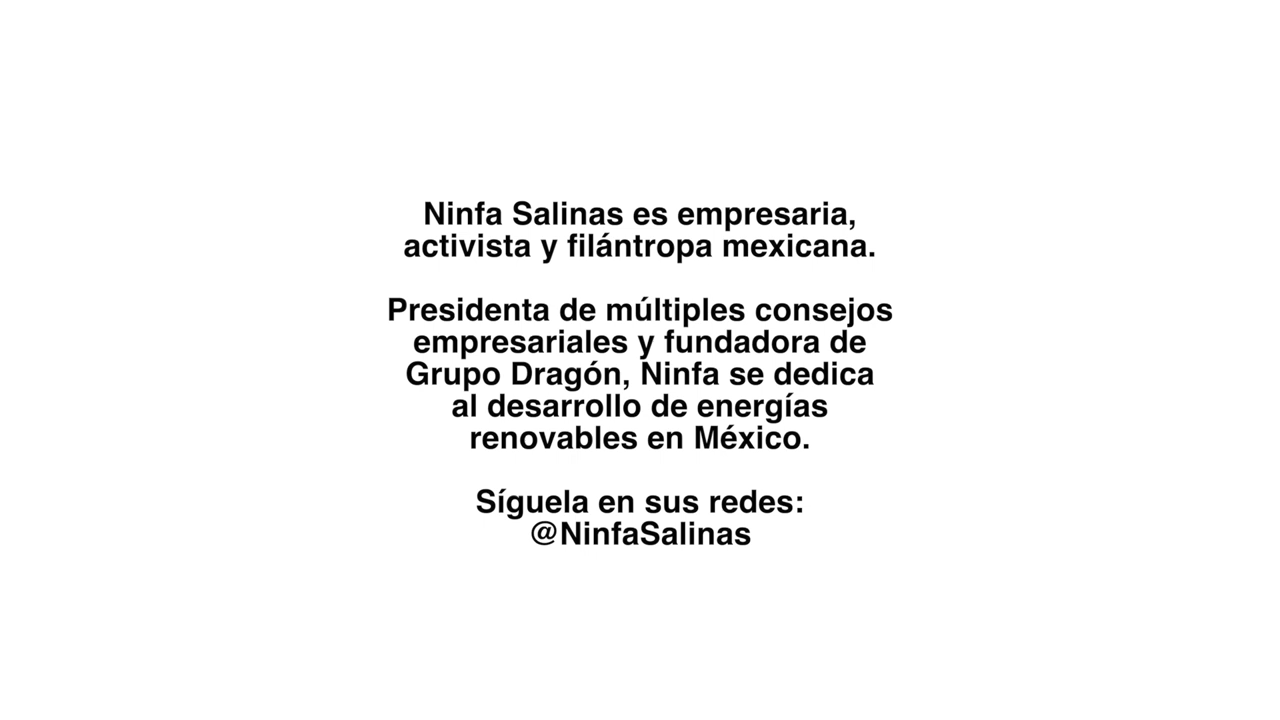 Ninfa Salinas es empresaria,
activista y filántropa mexicana.
Presidenta de múltiples consejos
empresariales y fundadora de
Grupo Dragón, Ninfa se dedica
al desarrollo de energías
renovables en México.
Síguela en sus redes:
@NinfaSalinas